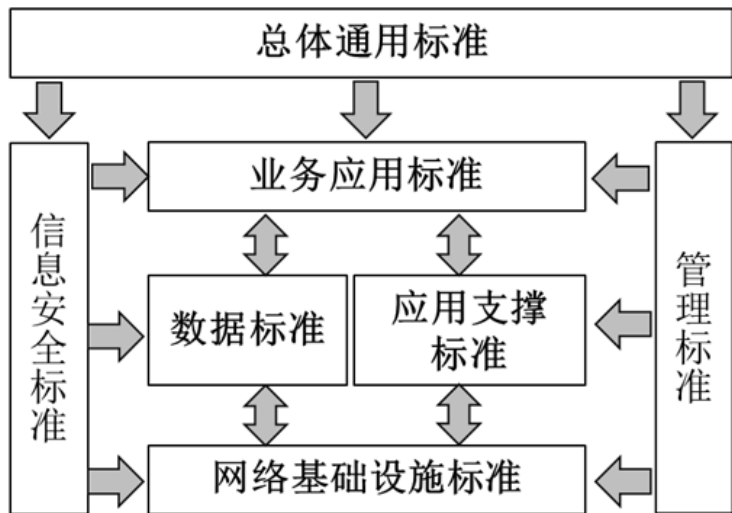 总体通用标准
业务应用标准
信息安全标准
数据标准
应用支撑
标准
管理标准
网络基础设施标准